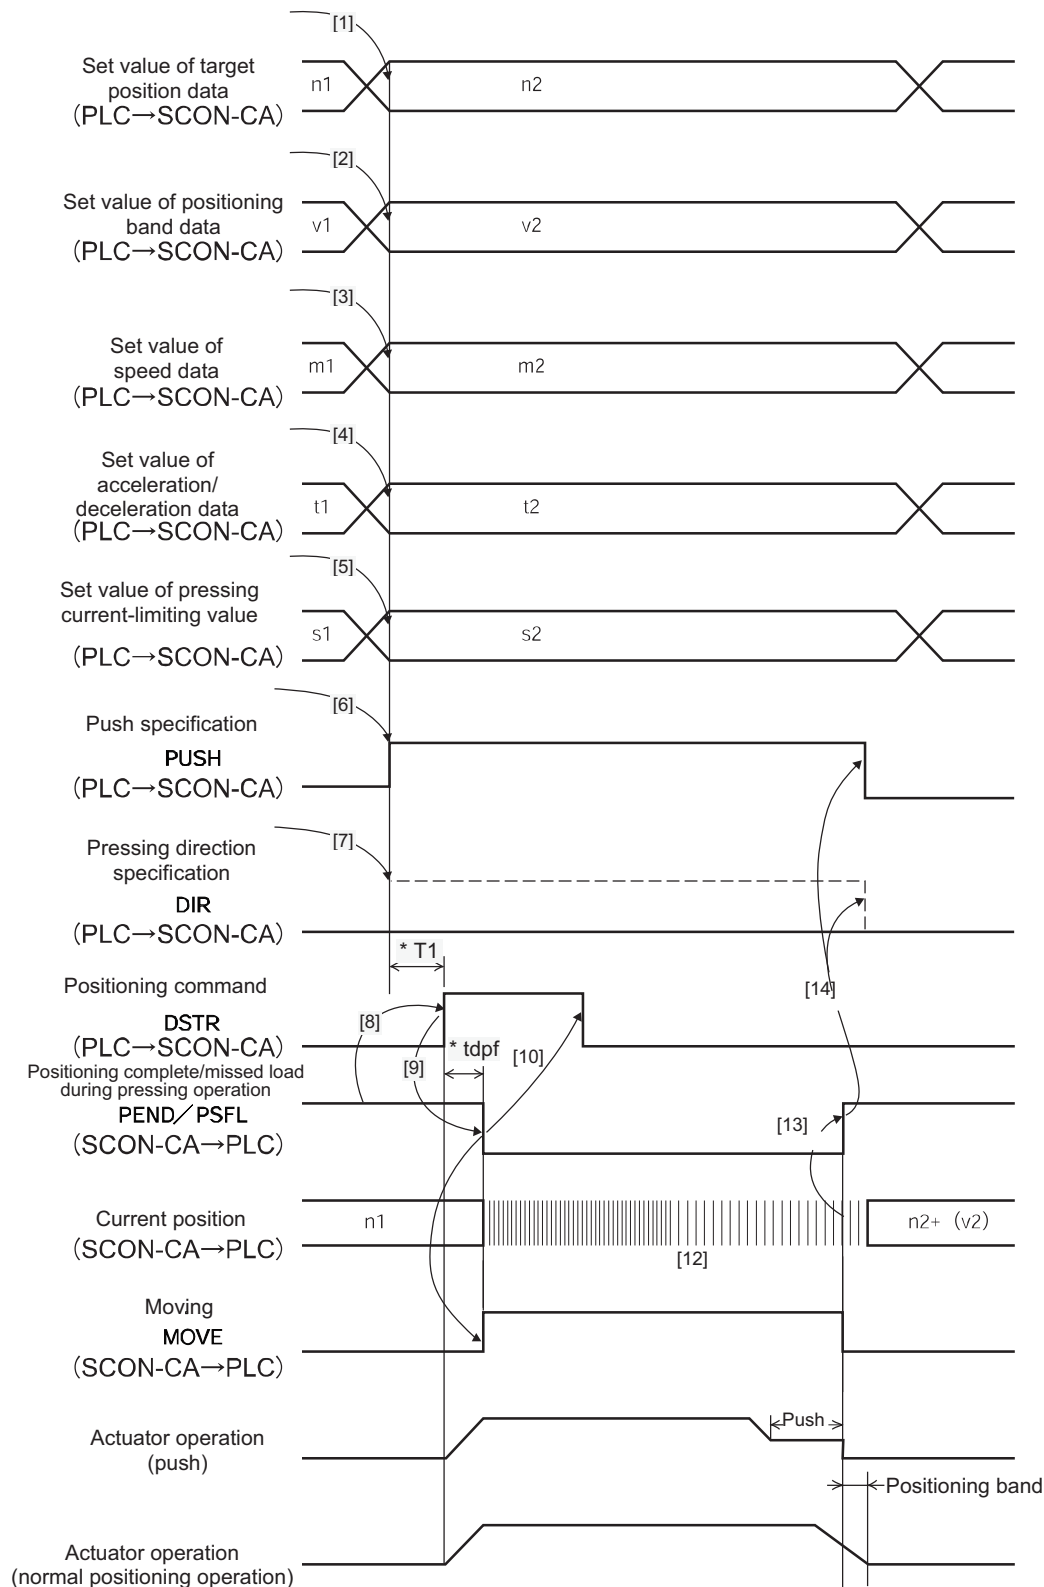 [1]
Set value of target
position data
(PLC→SCON-CA)
n1
n2
[2]
Set value of positioning
band data
(PLC→SCON-CA)
v1
v2
[3]
Set value of
speed data
(PLC→SCON-CA)
m1
m2
[4]
Set value of
acceleration/
deceleration data
(PLC→SCON-CA)
t1
t2
[5]
Set value of pressing
current-limiting value
(PLC→SCON-CA)
s1
s2
[6]
Push specification
PUSH
(PLC→SCON-CA)
[7]
Pressing direction
specification
DIR
(PLC→SCON-CA)
* T1
Positioning command
[14]
DSTR
[8]
(PLC→SCON-CA)
* tdpf
[10]
[9]
Positioning complete/missed load
during pressing operation
PEND/PSFL
(SCON-CA→PLC)
[13]
Current position
(SCON-CA→PLC)
n1
n2+ (v2)
[12]
Moving
MOVE
(SCON-CA→PLC)
Push
Actuator operation
(push)
Positioning band
Actuator operation
(normal positioning operation)